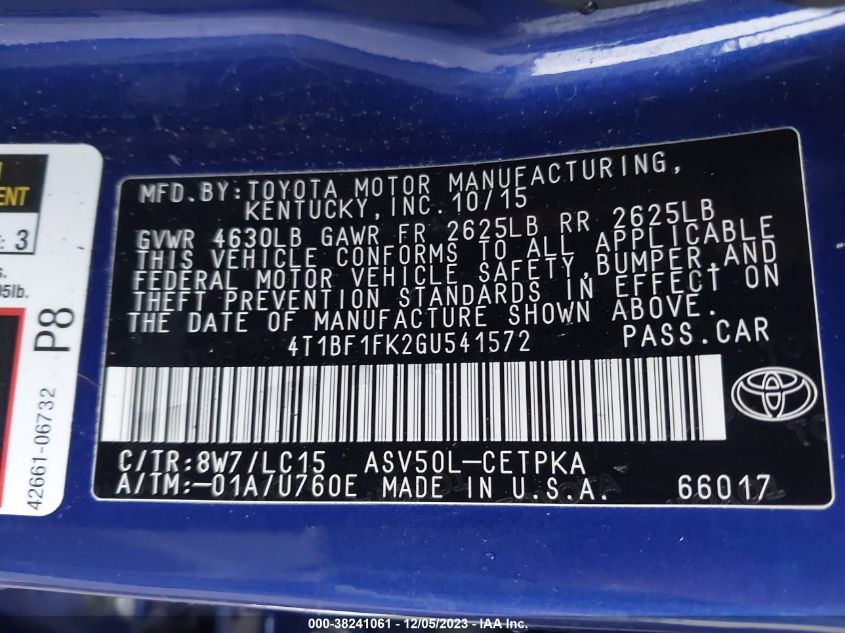 MFD. BY: TOYOTA MOTOR MANUFACTURING,
KENTUCKY, INC. 10/15
GVWR 4630LB GAWR FR 2625LB RR 2625LB
THIS VEHICLE CONFORMS TO ALL APPLICABLE
FEDERAL MOTOR VEHICLE SAFETY, BUMPER, AND
THEFT PREVENTION STANDARDS IN EFFECT ON
THE DATE OF MANUFACTURE SHOWN ABOVE.
4T1BF1FK2GU541572 PASS. CAR
C/TR: 8W7/LC15 ASV50L-CETPKA
A/TM: -01A/U760E MADE IN U.S.A. 66017
: 3
5lb.
P8
42661-06732
000-38241061 - 12/05/2023 - IAA Inc.